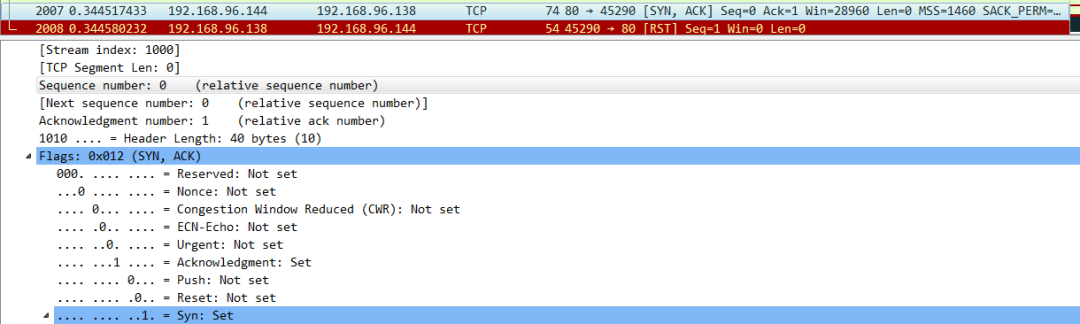 2007 0.344517433 192.168.96.144 192.168.96.138 TCP 74 80 → 45290 [SYN, ACK] Seq=0 Ack=1 Win=28960 Len=0 MSS=1460 SACK_PERM=…
2008 0.344580232 192.168.96.138 192.168.96.144 TCP 54 45290 → 80 [RST] Seq=1 Win=0 Len=0
[Stream index: 1000]
[TCP Segment Len: 0]
Sequence number: 0 (relative sequence number)
[Next sequence number: 0 (relative sequence number)]
Acknowledgment number: 1 (relative ack number)
1010 .... = Header Length: 40 bytes (10)
Flags: 0x012 (SYN, ACK)
000. .... .... = Reserved: Not set
...0 .... .... = Nonce: Not set
.... 0... .... = Congestion Window Reduced (CWR): Not set
.... .0.. .... = ECN-Echo: Not set
.... ..0. .... = Urgent: Not set
.... ...1 .... = Acknowledgment: Set
.... .... 0... = Push: Not set
.... .... .0.. = Reset: Not set
.... .... ..1. = Syn: Set